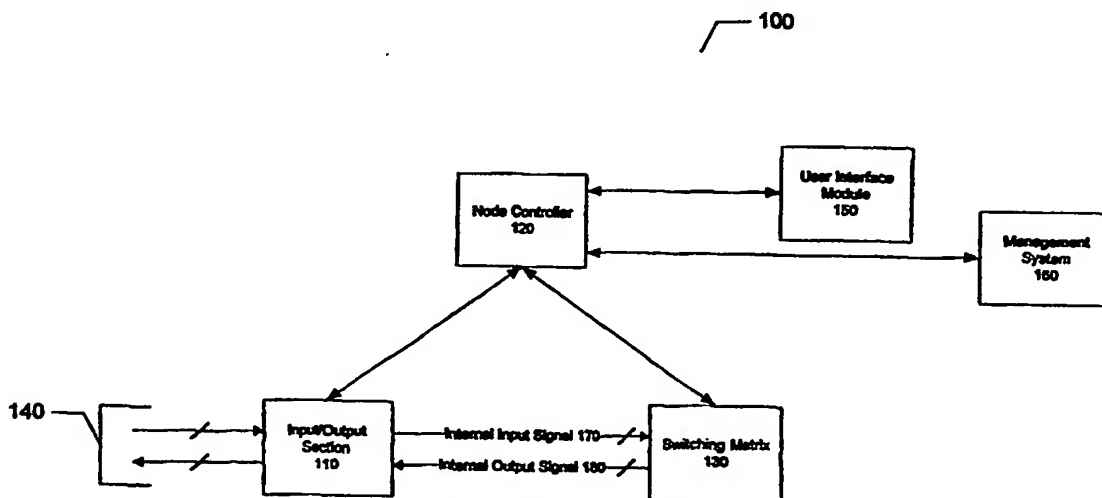 100
User Interface
Module
150
Node Controller
120
Management
System
160
140
Input/Output
Section
110
Internal Input Signal 170
Internal Output Signal 180
Switching Matrix
130